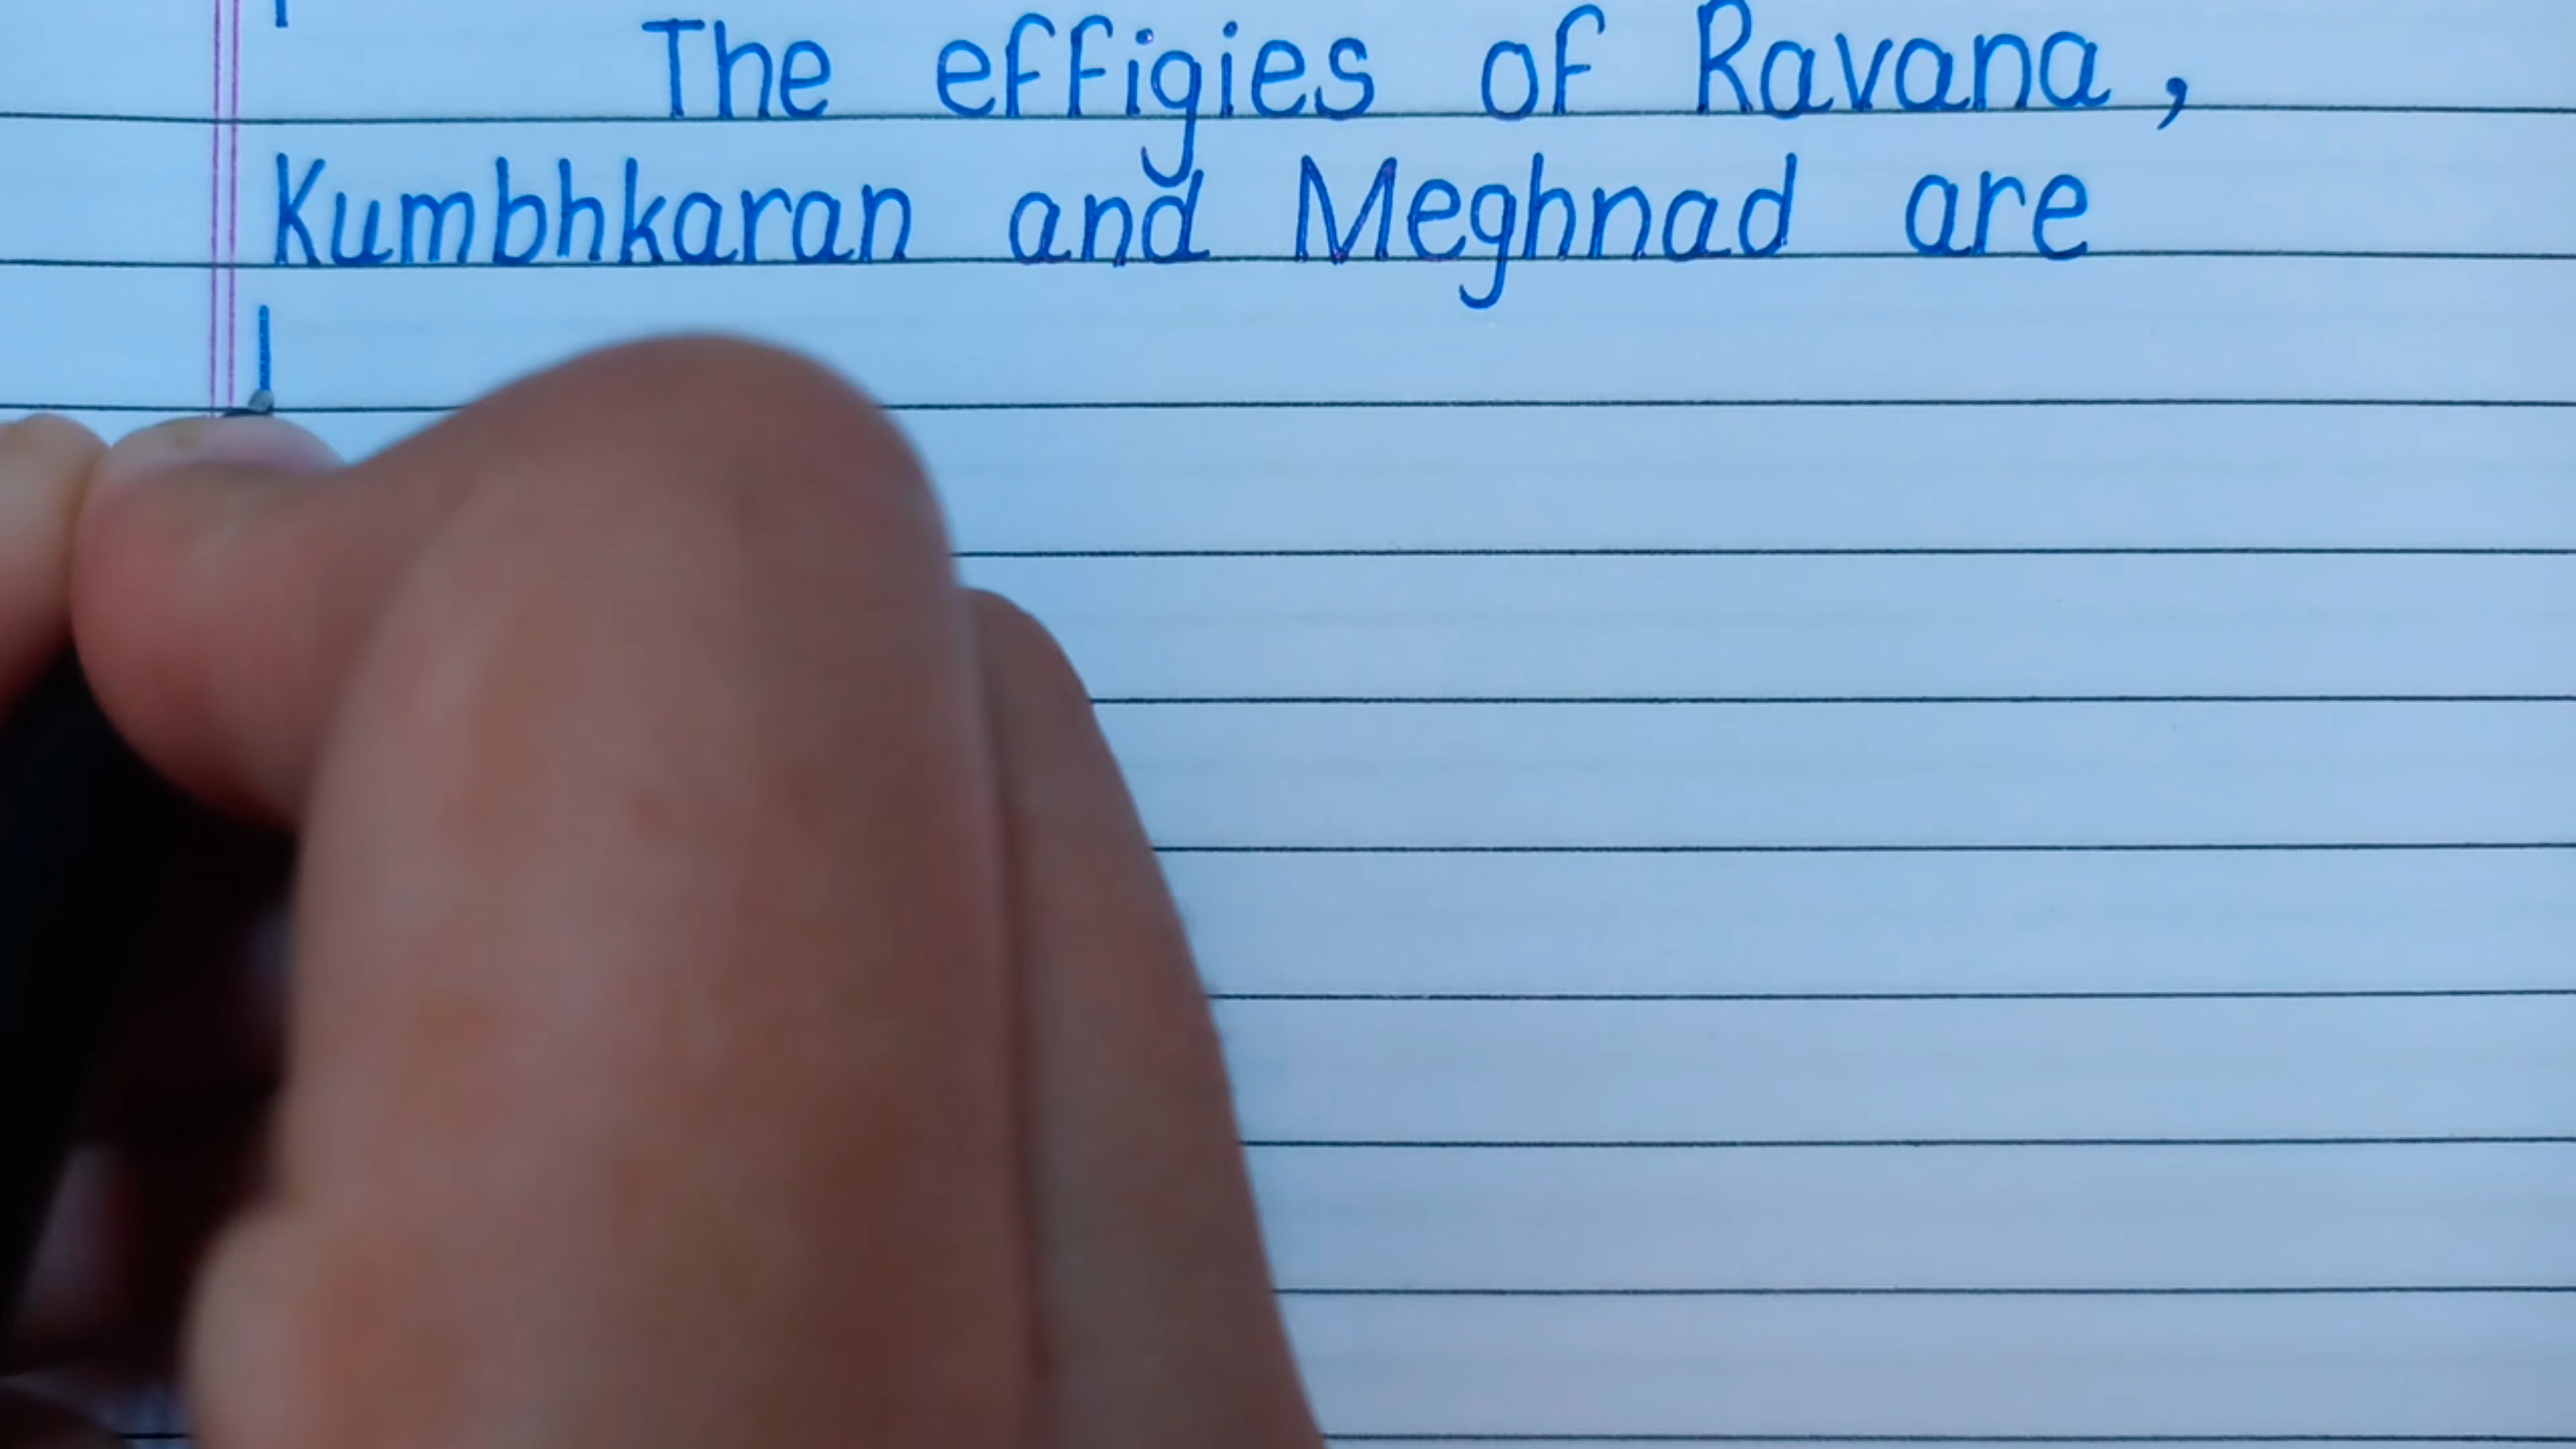 The effigies of Ravana,
Kumbhkaran and Meghnad are